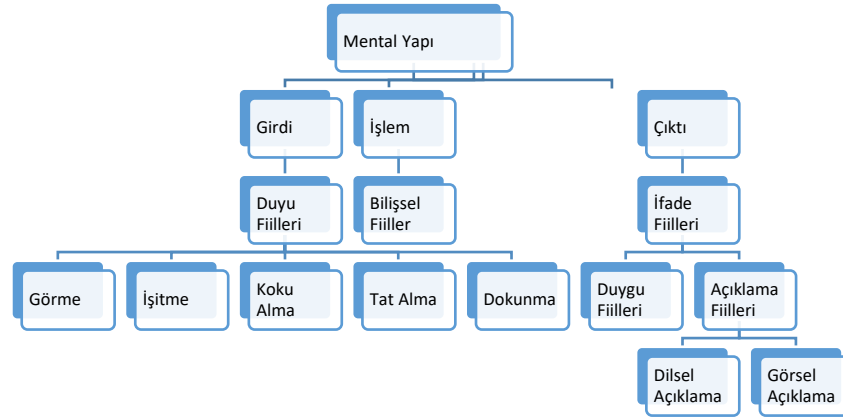 Mental Yapı
Girdi
İşlem
Çıktı
Duyu
Fiilleri
Bilişsel
Fiiller
İfade
Fiilleri
Görme
İşitme
Koku
Alma
Tat Alma
Dokunma
Duygu
Fiilleri
Açıklama
Fiilleri
Dilsel
Açıklama
Görsel
Açıklama